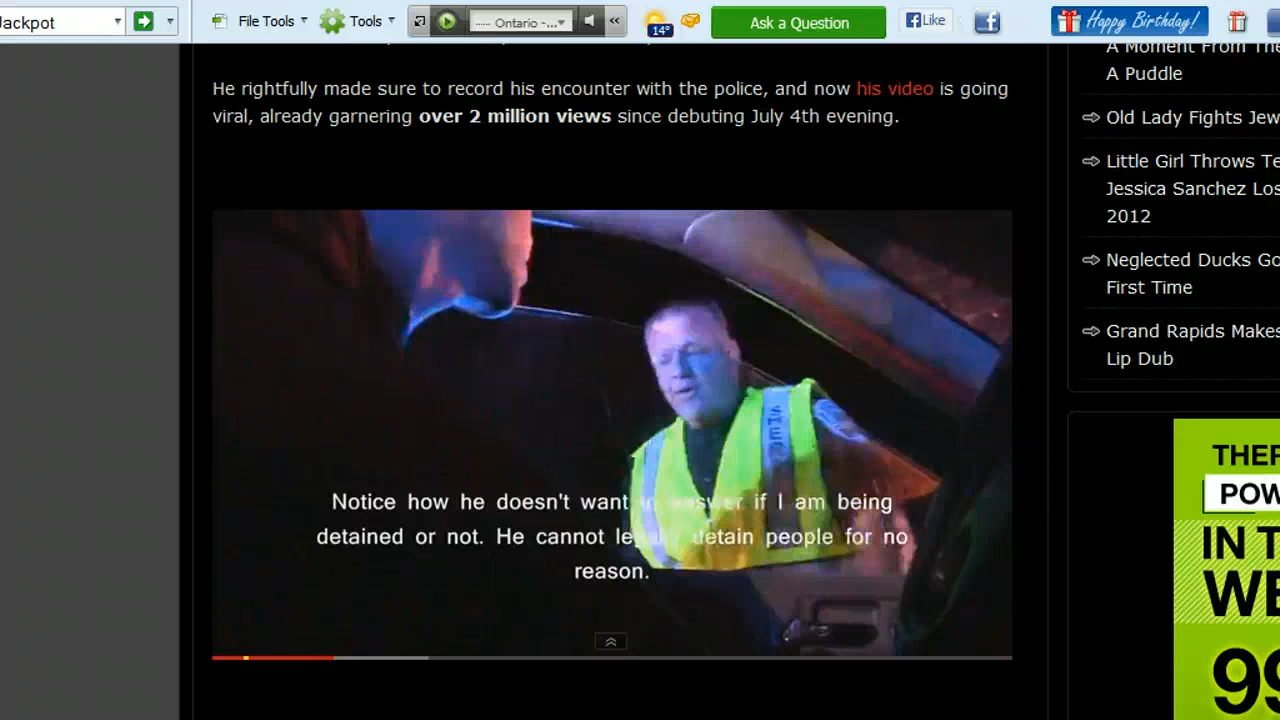 Jackpot
File Tools
Tools
Ontario -...
14°
Ask a Question
Like
Happy Birthday!
He rightfully made sure to record his encounter with the police, and now his video is going
viral, already garnering over 2 million views since debuting July 4th evening.
Notice how he doesn't want to answer if I am being
detained or not. He cannot legally detain people for no
reason.
A Moment From The
A Puddle
Old Lady Fights Jew
Little Girl Throws Te
Jessica Sanchez Los
2012
Neglected Ducks Go
First Time
Grand Rapids Makes
Lip Dub
THER
POW
IN T
WE
99